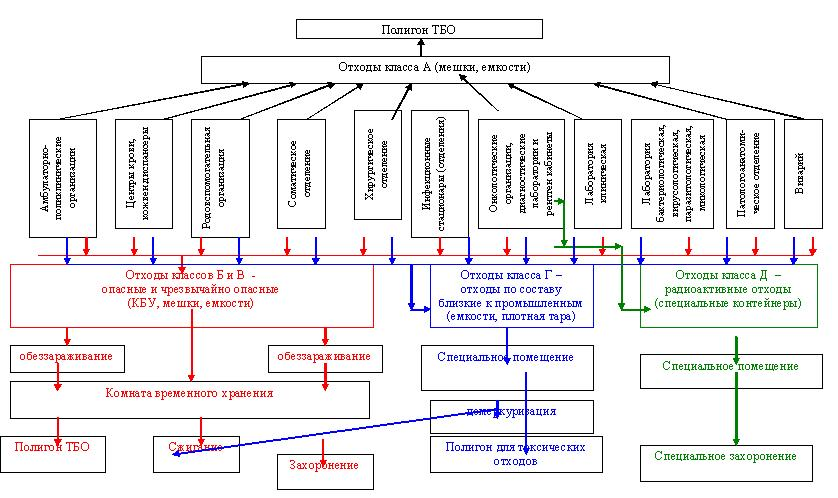 Полигон ТБО
Отходы класса А (мешки, емкости)
Амбулаторно-
поликлинические
организации
Центры крови,
кожвендиспансеры
Родовспомогательная
организация
Соматическое
отделение
Хирургическое
отделение
Инфекционные
стационары (отделения)
Онкологические
организации,
диагностические
лаборатории и
рентген кабинеты
Лаборатория
клиническая
Лаборатория
бактериологическая,
вирусологическая,
паразитологическая,
микологическая
Патологоанатоми-
ческое отделение
Виварий
Отходы классов Б и В -
опасные и чрезвычайно опасные
(КБУ, мешки, емкости)
Отходы класса Г –
отходы по составу
близкие к промышленным
(емкости, плотная тара)
Отходы класса Д –
радиоактивные отходы
(специальные контейнеры)
обеззараживание
обеззараживание
Специальное помещение
Специальное помещение
Комната временного хранения
демеркуризация
Полигон ТБО
Сжигание
Полигон для токсических
отходов
Захоронение
Специальное захоронение